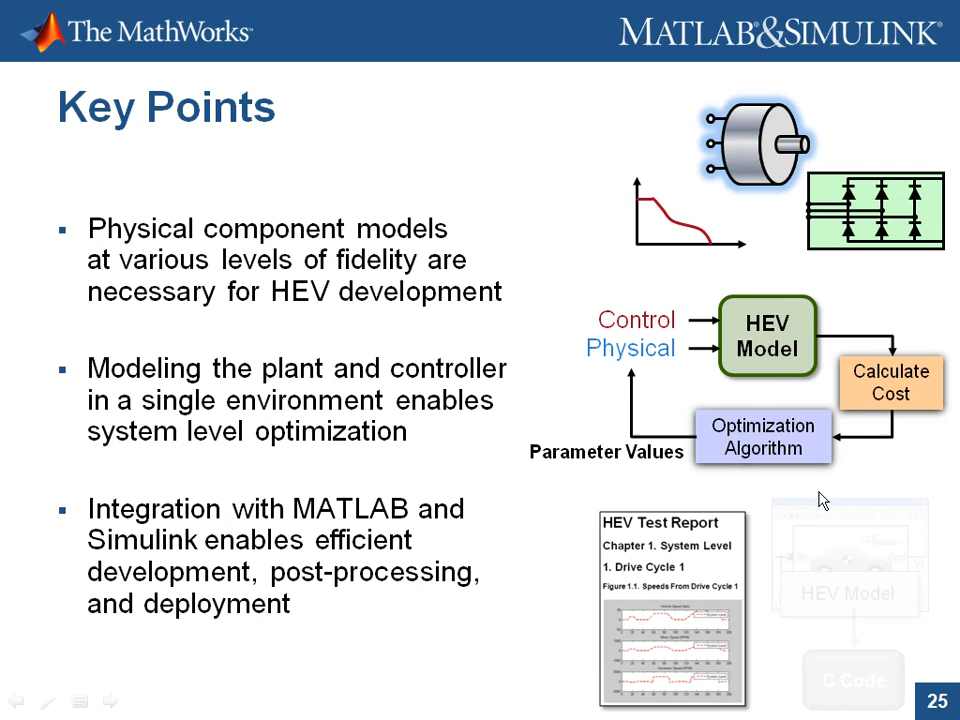 The MathWorks™
MATLAB®&SIMULINK®
Key Points
Physical component models
at various levels of fidelity are
necessary for HEV development
Modeling the plant and controller
in a single environment enables
system level optimization
Integration with MATLAB and
Simulink enables efficient
development, post-processing,
and deployment
Control
Physical
HEV
Model
Calculate
Cost
Optimization
Algorithm
Parameter Values
HEV Test Report
Chapter 1. System Level
1. Drive Cycle 1
Figure 1.1. Speeds From Drive Cycle 1
HEV Model
C Code
25